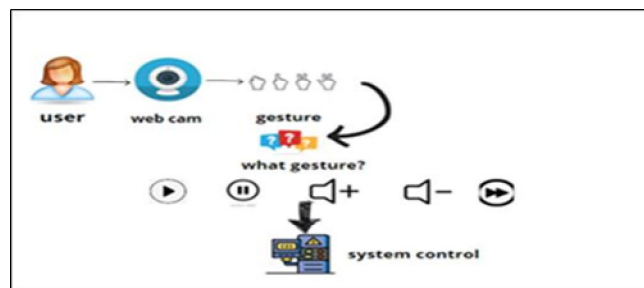 user
web cam
gesture
? ? ?
what gesture?
system control